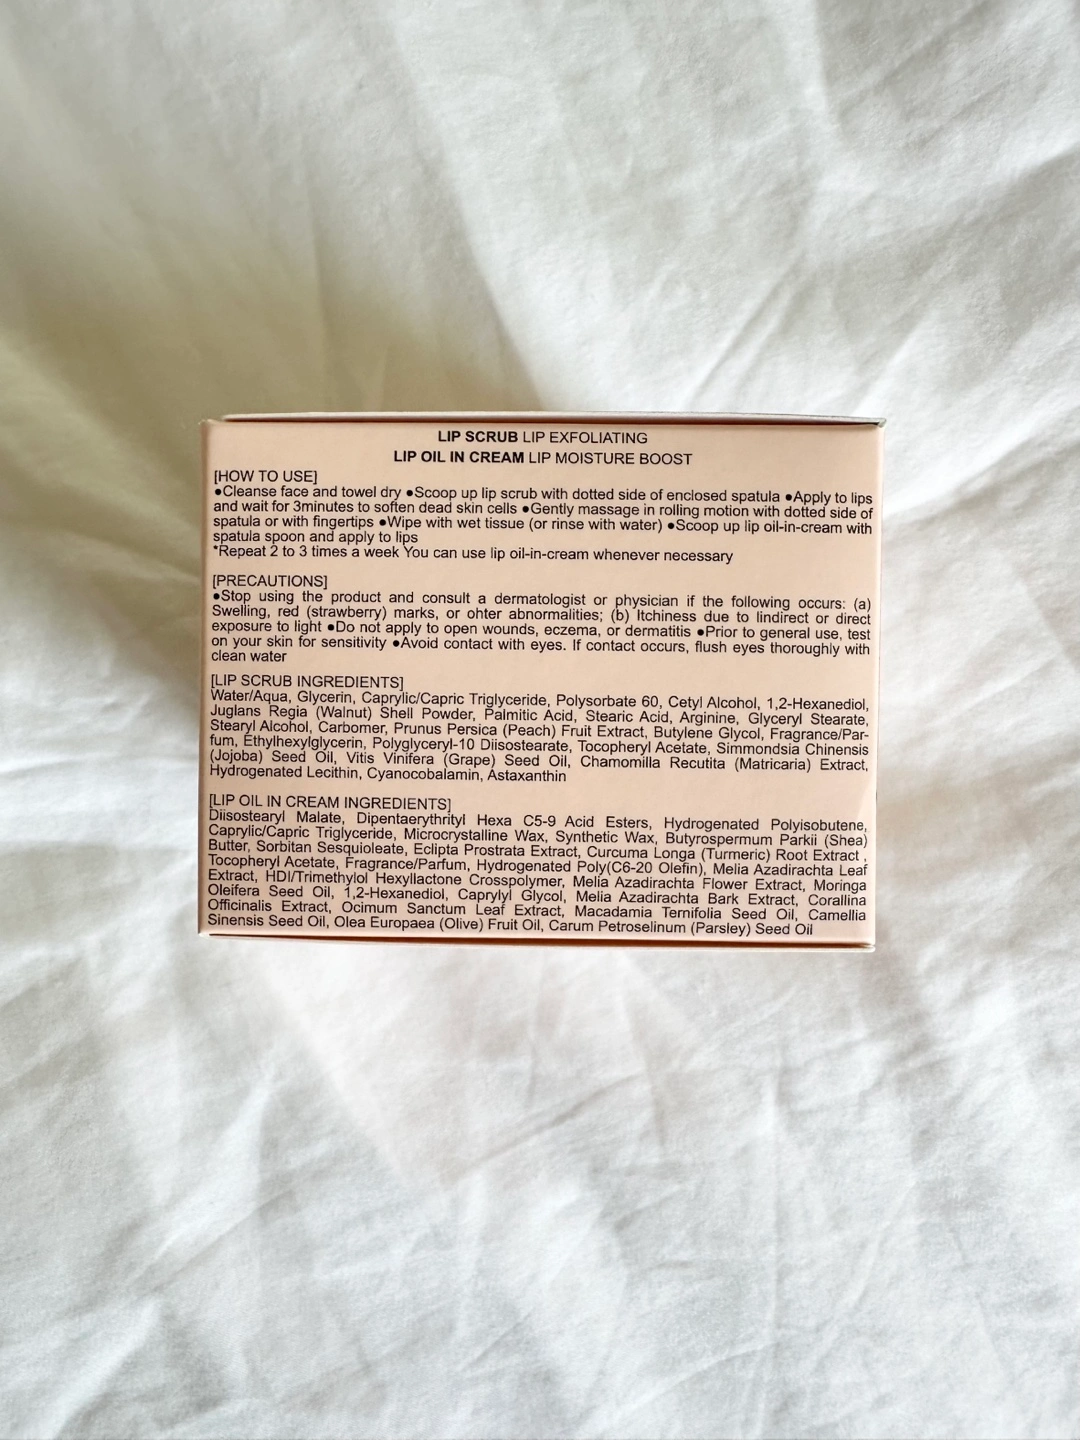 LIP SCRUB LIP EXFOLIATING
LIP OIL IN CREAM LIP MOISTURE BOOST
[HOW TO USE]
●Cleanse face and towel dry ●Scoop up lip scrub with dotted side of enclosed spatula ●Apply to lips
and wait for 3minutes to soften dead skin cells ●Gently massage in rolling motion with dotted side of
spatula or with fingertips ●Wipe with wet tissue (or rinse with water) ●Scoop up lip oil-in-cream with
spatula spoon and apply to lips
*Repeat 2 to 3 times a week You can use lip oil-in-cream whenever necessary
[PRECAUTIONS]
●Stop using the product and consult a dermatologist or physician if the following occurs: (a)
Swelling, red (strawberry) marks, or ohter abnormalities; (b) Itchiness due to lindirect or direct
exposure to light ●Do not apply to open wounds, eczema, or dermatitis ●Prior to general use, test
on your skin for sensitivity ●Avoid contact with eyes. If contact occurs, flush eyes thoroughly with
clean water
[LIP SCRUB INGREDIENTS]
Water/Aqua, Glycerin, Caprylic/Capric Triglyceride, Polysorbate 60, Cetyl Alcohol, 1,2-Hexanediol,
Juglans Regia (Walnut) Shell Powder, Palmitic Acid, Stearic Acid, Arginine, Glyceryl Stearate,
Stearyl Alcohol, Carbomer, Prunus Persica (Peach) Fruit Extract, Butylene Glycol, Fragrance/Par-
fum, Ethylhexylglycerin, Polyglyceryl-10 Diisostearate, Tocopheryl Acetate, Simmondsia Chinensis
(Jojoba) Seed Oil, Vitis Vinifera (Grape) Seed Oil, Chamomilla Recutita (Matricaria) Extract,
Hydrogenated Lecithin, Cyanocobalamin, Astaxanthin
[LIP OIL IN CREAM INGREDIENTS]
Diisostearyl Malate, Dipentaerythrityl Hexa C5-9 Acid Esters, Hydrogenated Polyisobutene,
Caprylic/Capric Triglyceride, Microcrystalline Wax, Synthetic Wax, Butyrospermum Parkii (Shea)
Butter, Sorbitan Sesquioleate, Eclipta Prostrata Extract, Curcuma Longa (Turmeric) Root Extract ,
Tocopheryl Acetate, Fragrance/Parfum, Hydrogenated Poly(C6-20 Olefin), Melia Azadirachta Leaf
Extract, HDI/Trimethylol Hexyllactone Crosspolymer, Melia Azadirachta Flower Extract, Moringa
Oleifera Seed Oil, 1,2-Hexanediol, Caprylyl Glycol, Melia Azadirachta Bark Extract, Corallina
Officinalis Extract, Ocimum Sanctum Leaf Extract, Macadamia Ternifolia Seed Oil, Camellia
Sinensis Seed Oil, Olea Europaea (Olive) Fruit Oil, Carum Petroselinum (Parsley) Seed Oil